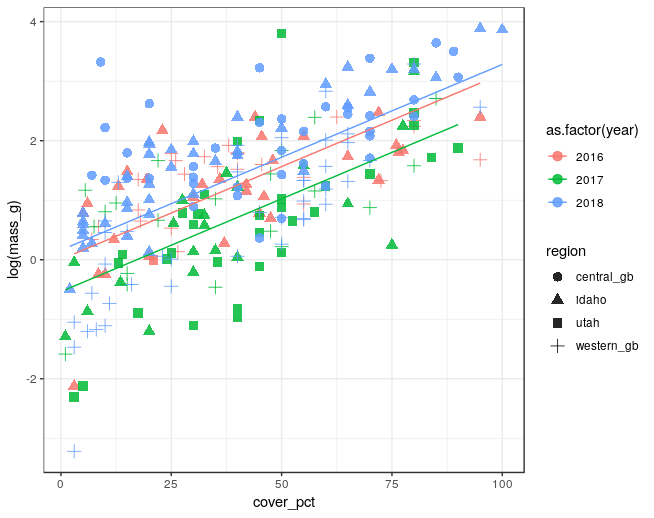 log(mass_g)
4
2
0
-2
0
25
50
75
100
cover_pct
as.factor(year)
2016
2017
2018
region
central_gb
Idaho
utah
western_gb